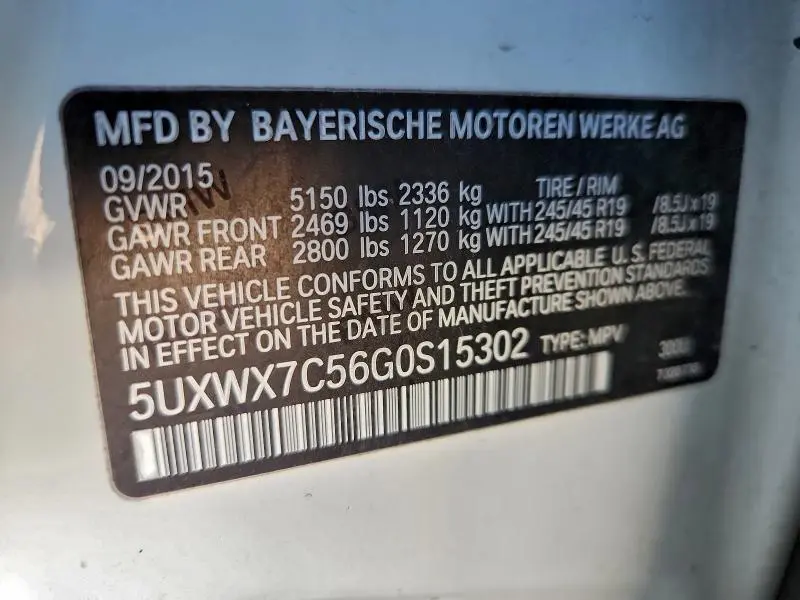 MFD BY BAYERISCHE MOTOREN WERKE AG
09/2015 TIRE / RIM
GVWR 5150 lbs 2336 kg
GAWR FRONT 2469 lbs 1120 kg WITH 245/45 R19 /8.5J x 19
GAWR REAR 2800 lbs 1270 kg WITH 245/45 R19 /8.5J x 19
THIS VEHICLE CONFORMS TO ALL APPLICABLE U.S. FEDERAL
MOTOR VEHICLE SAFETY AND THEFT PREVENTION STANDARDS
IN EFFECT ON THE DATE OF MANUFACTURE SHOWN ABOVE.
5UXWX7C56G0S15302 TYPE: MPV